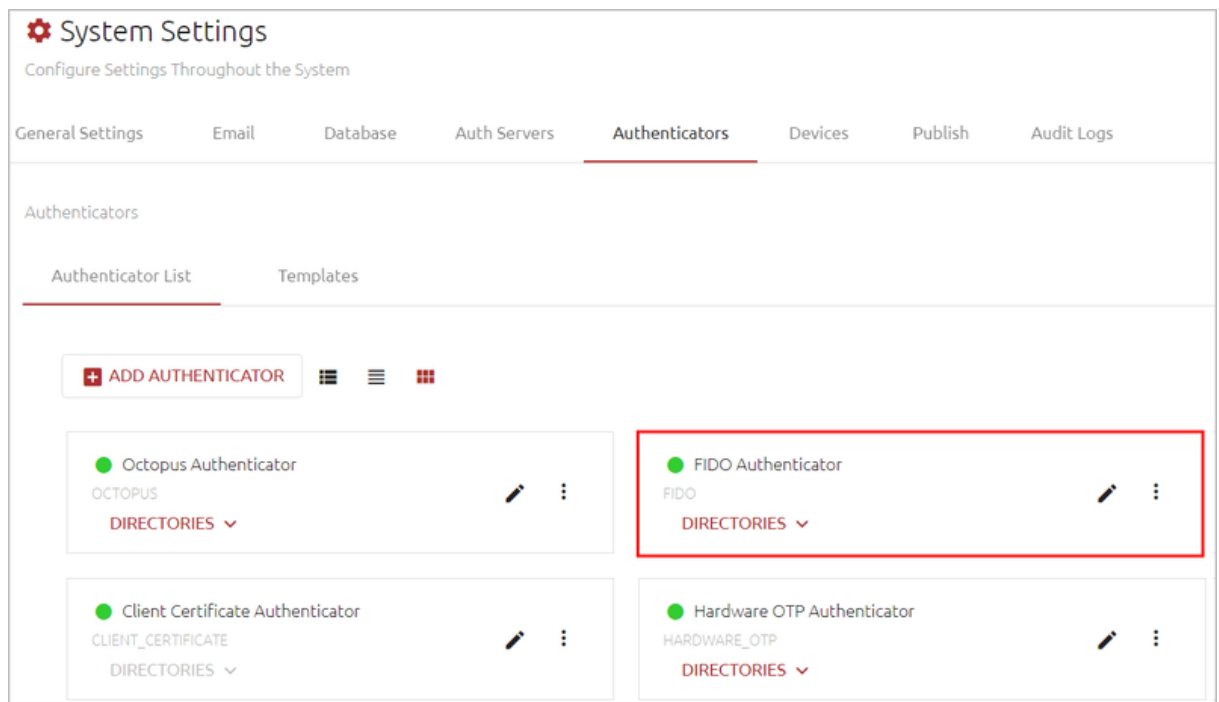 System Settings
Configure Settings Throughout the System
General Settings Email Database Auth Servers Authenticators Devices Publish Audit Logs
Authenticators
Authenticator List Templates
ADD AUTHENTICATOR
Octopus Authenticator
OCTOPUS
DIRECTORIES
FIDO Authenticator
FIDO
DIRECTORIES
Client Certificate Authenticator
CLIENT_CERTIFICATE
DIRECTORIES
Hardware OTP Authenticator
HARDWARE_OTP
DIRECTORIES